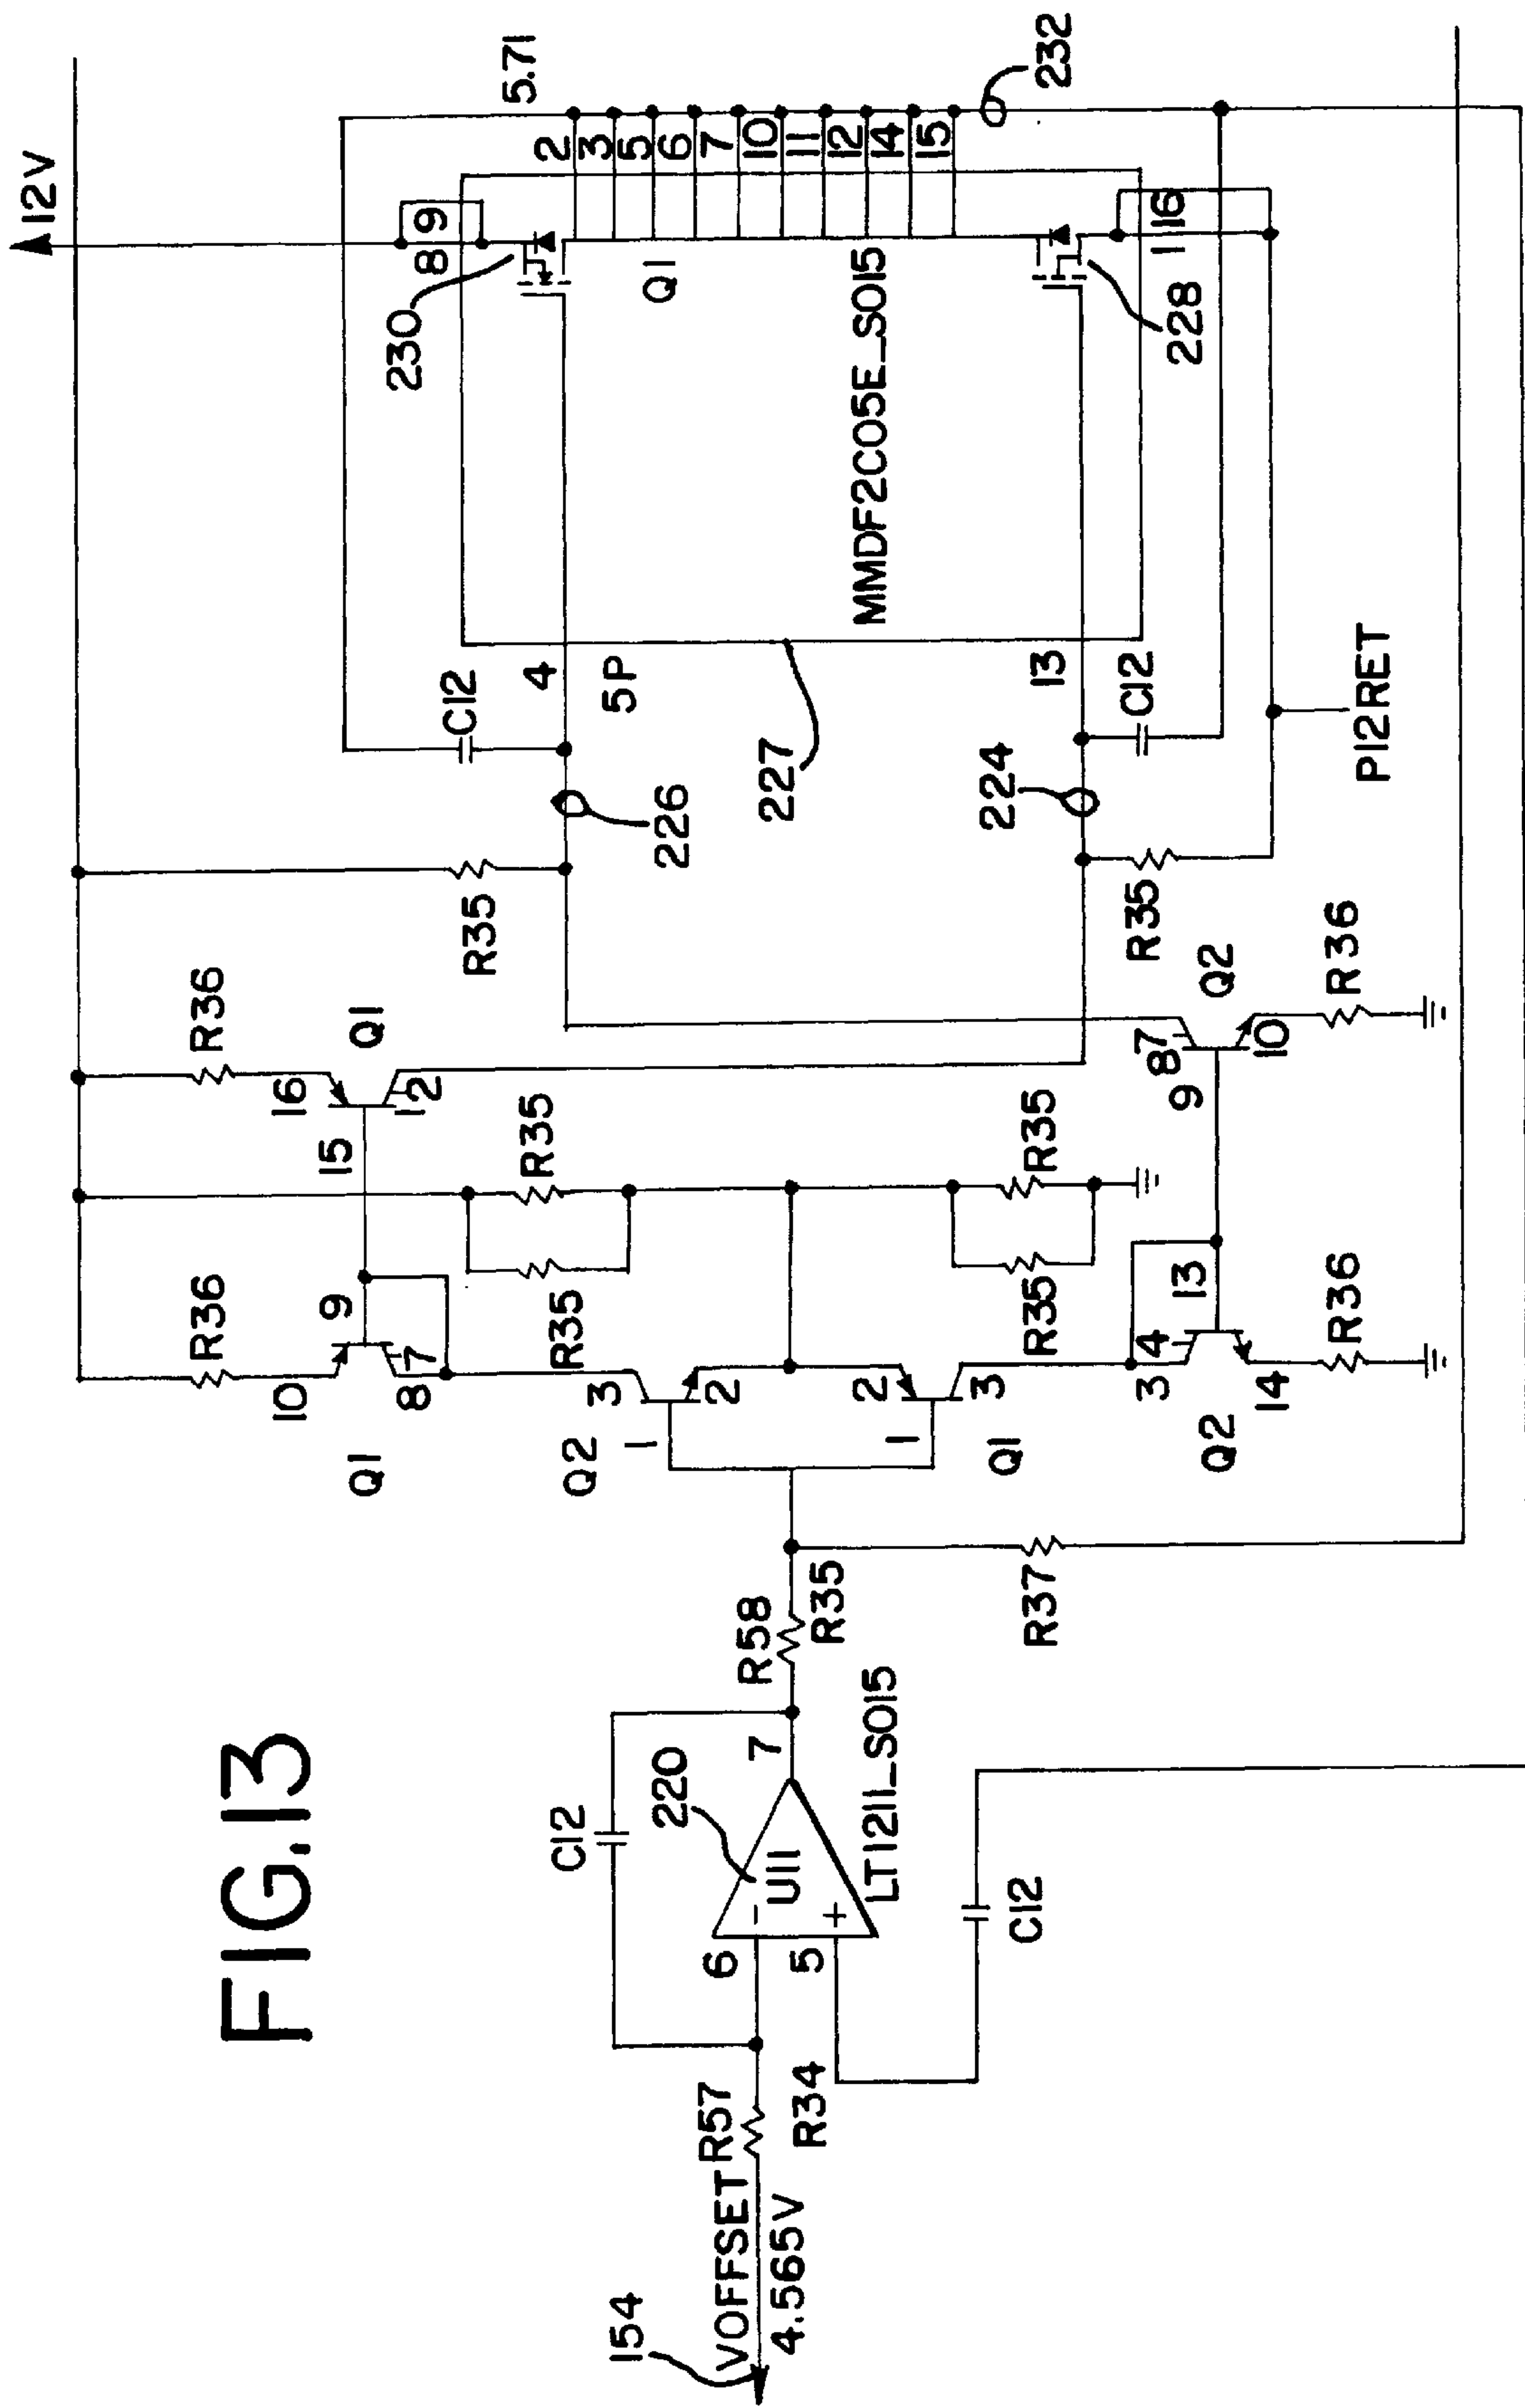 FIG.13
12V
5.71
8 9
230
2
3
5
6
7
10
11
12
14
15
232
Q1
MMDF2C05E_SO15
1 16
228
C12
4
5P
13
C12
P12RET
226
227
224
R35
R35
R36
Q1
16
15
1 2
R35
R35
R35
R35
R36
9
10
8 7
Q1
Q2
3
1
2
2
1
3
Q1
Q2
8 7
9
10
R36
13
3 4
14
R36
Q2
R58
R35
R37
C12
220
7
U11
-
+
6
5
LT1211_SO15
C12
R57
R34
VOFFSET
4.565V
154